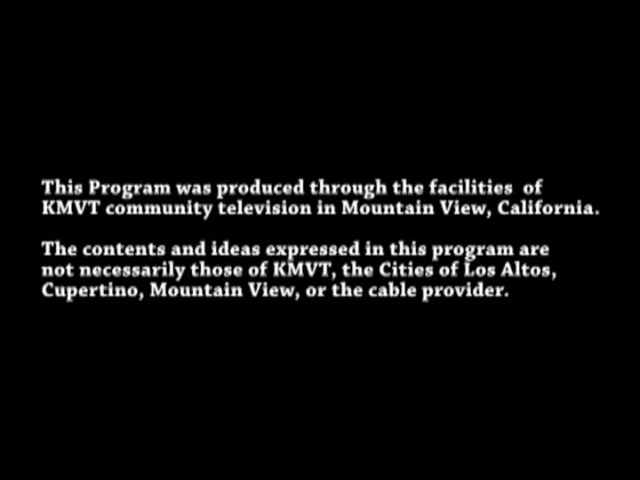 This Program was produced through the facilities  of
KMVT community television in Mountain View, California.
The contents and ideas expressed in this program are
not necessarily those of KMVT, the Cities of Los Altos,
Cupertino, Mountain View, or the cable provider.